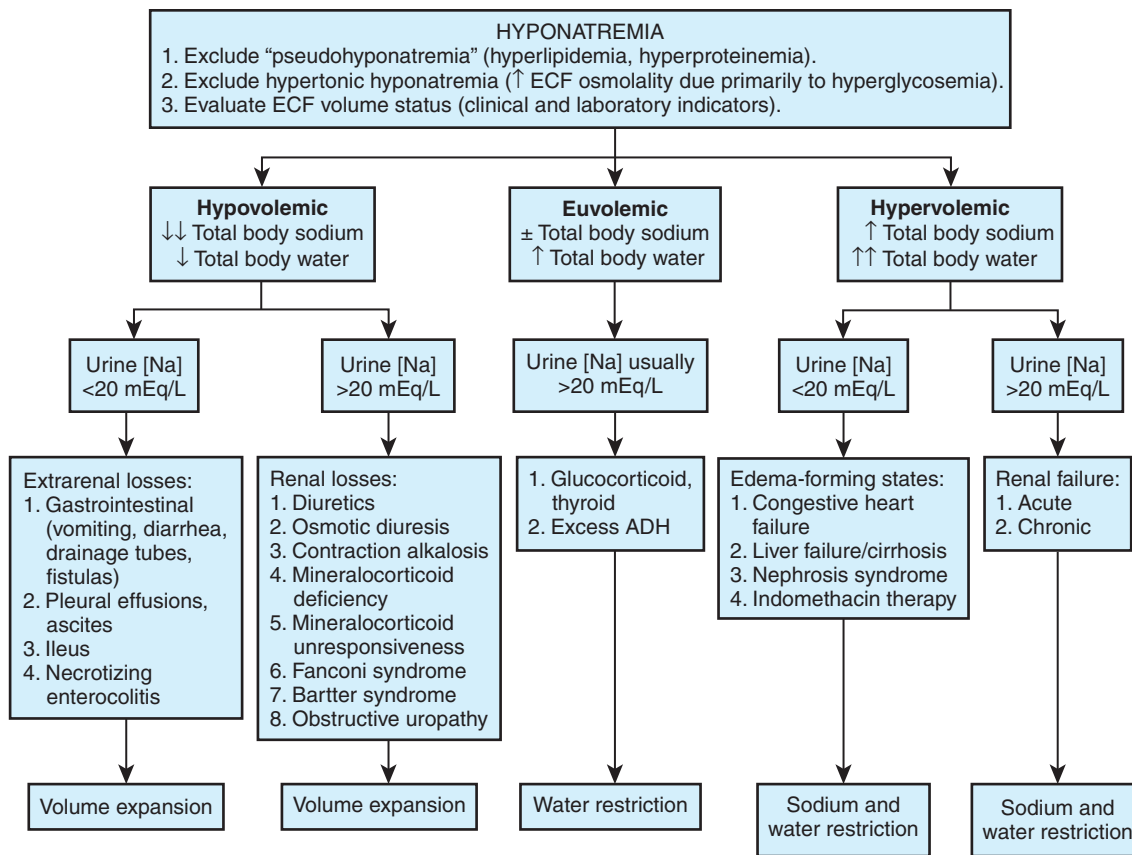 HYPONATREMIA
1. Exclude “pseudohyponatremia” (hyperlipidemia, hyperproteinemia).
2. Exclude hypertonic hyponatremia (↑ ECF osmolality due primarily to hyperglycosemia).
3. Evaluate ECF volume status (clinical and laboratory indicators).
Hypovolemic
↓↓ Total body sodium
↓ Total body water
Euvolemic
± Total body sodium
↑ Total body water
Hypervolemic
↑ Total body sodium
↑↑ Total body water
Urine [Na]
<20 mEq/L
Urine [Na]
>20 mEq/L
Urine [Na] usually
>20 mEq/L
Urine [Na]
<20 mEq/L
Urine [Na]
>20 mEq/L
Extrarenal losses:
1. Gastrointestinal
(vomiting, diarrhea,
drainage tubes,
fistulas)
2. Pleural effusions,
ascites
3. Ileus
4. Necrotizing
enterocolitis
Renal losses:
1. Diuretics
2. Osmotic diuresis
3. Contraction alkalosis
4. Mineralocorticoid
deficiency
5. Mineralocorticoid
unresponsiveness
6. Fanconi syndrome
7. Bartter syndrome
8. Obstructive uropathy
1. Glucocorticoid,
thyroid
2. Excess ADH
Edema-forming states:
1. Congestive heart
failure
2. Liver failure/cirrhosis
3. Nephrosis syndrome
4. Indomethacin therapy
Renal failure:
1. Acute
2. Chronic
Volume expansion
Volume expansion
Water restriction
Sodium and
water restriction
Sodium and
water restriction